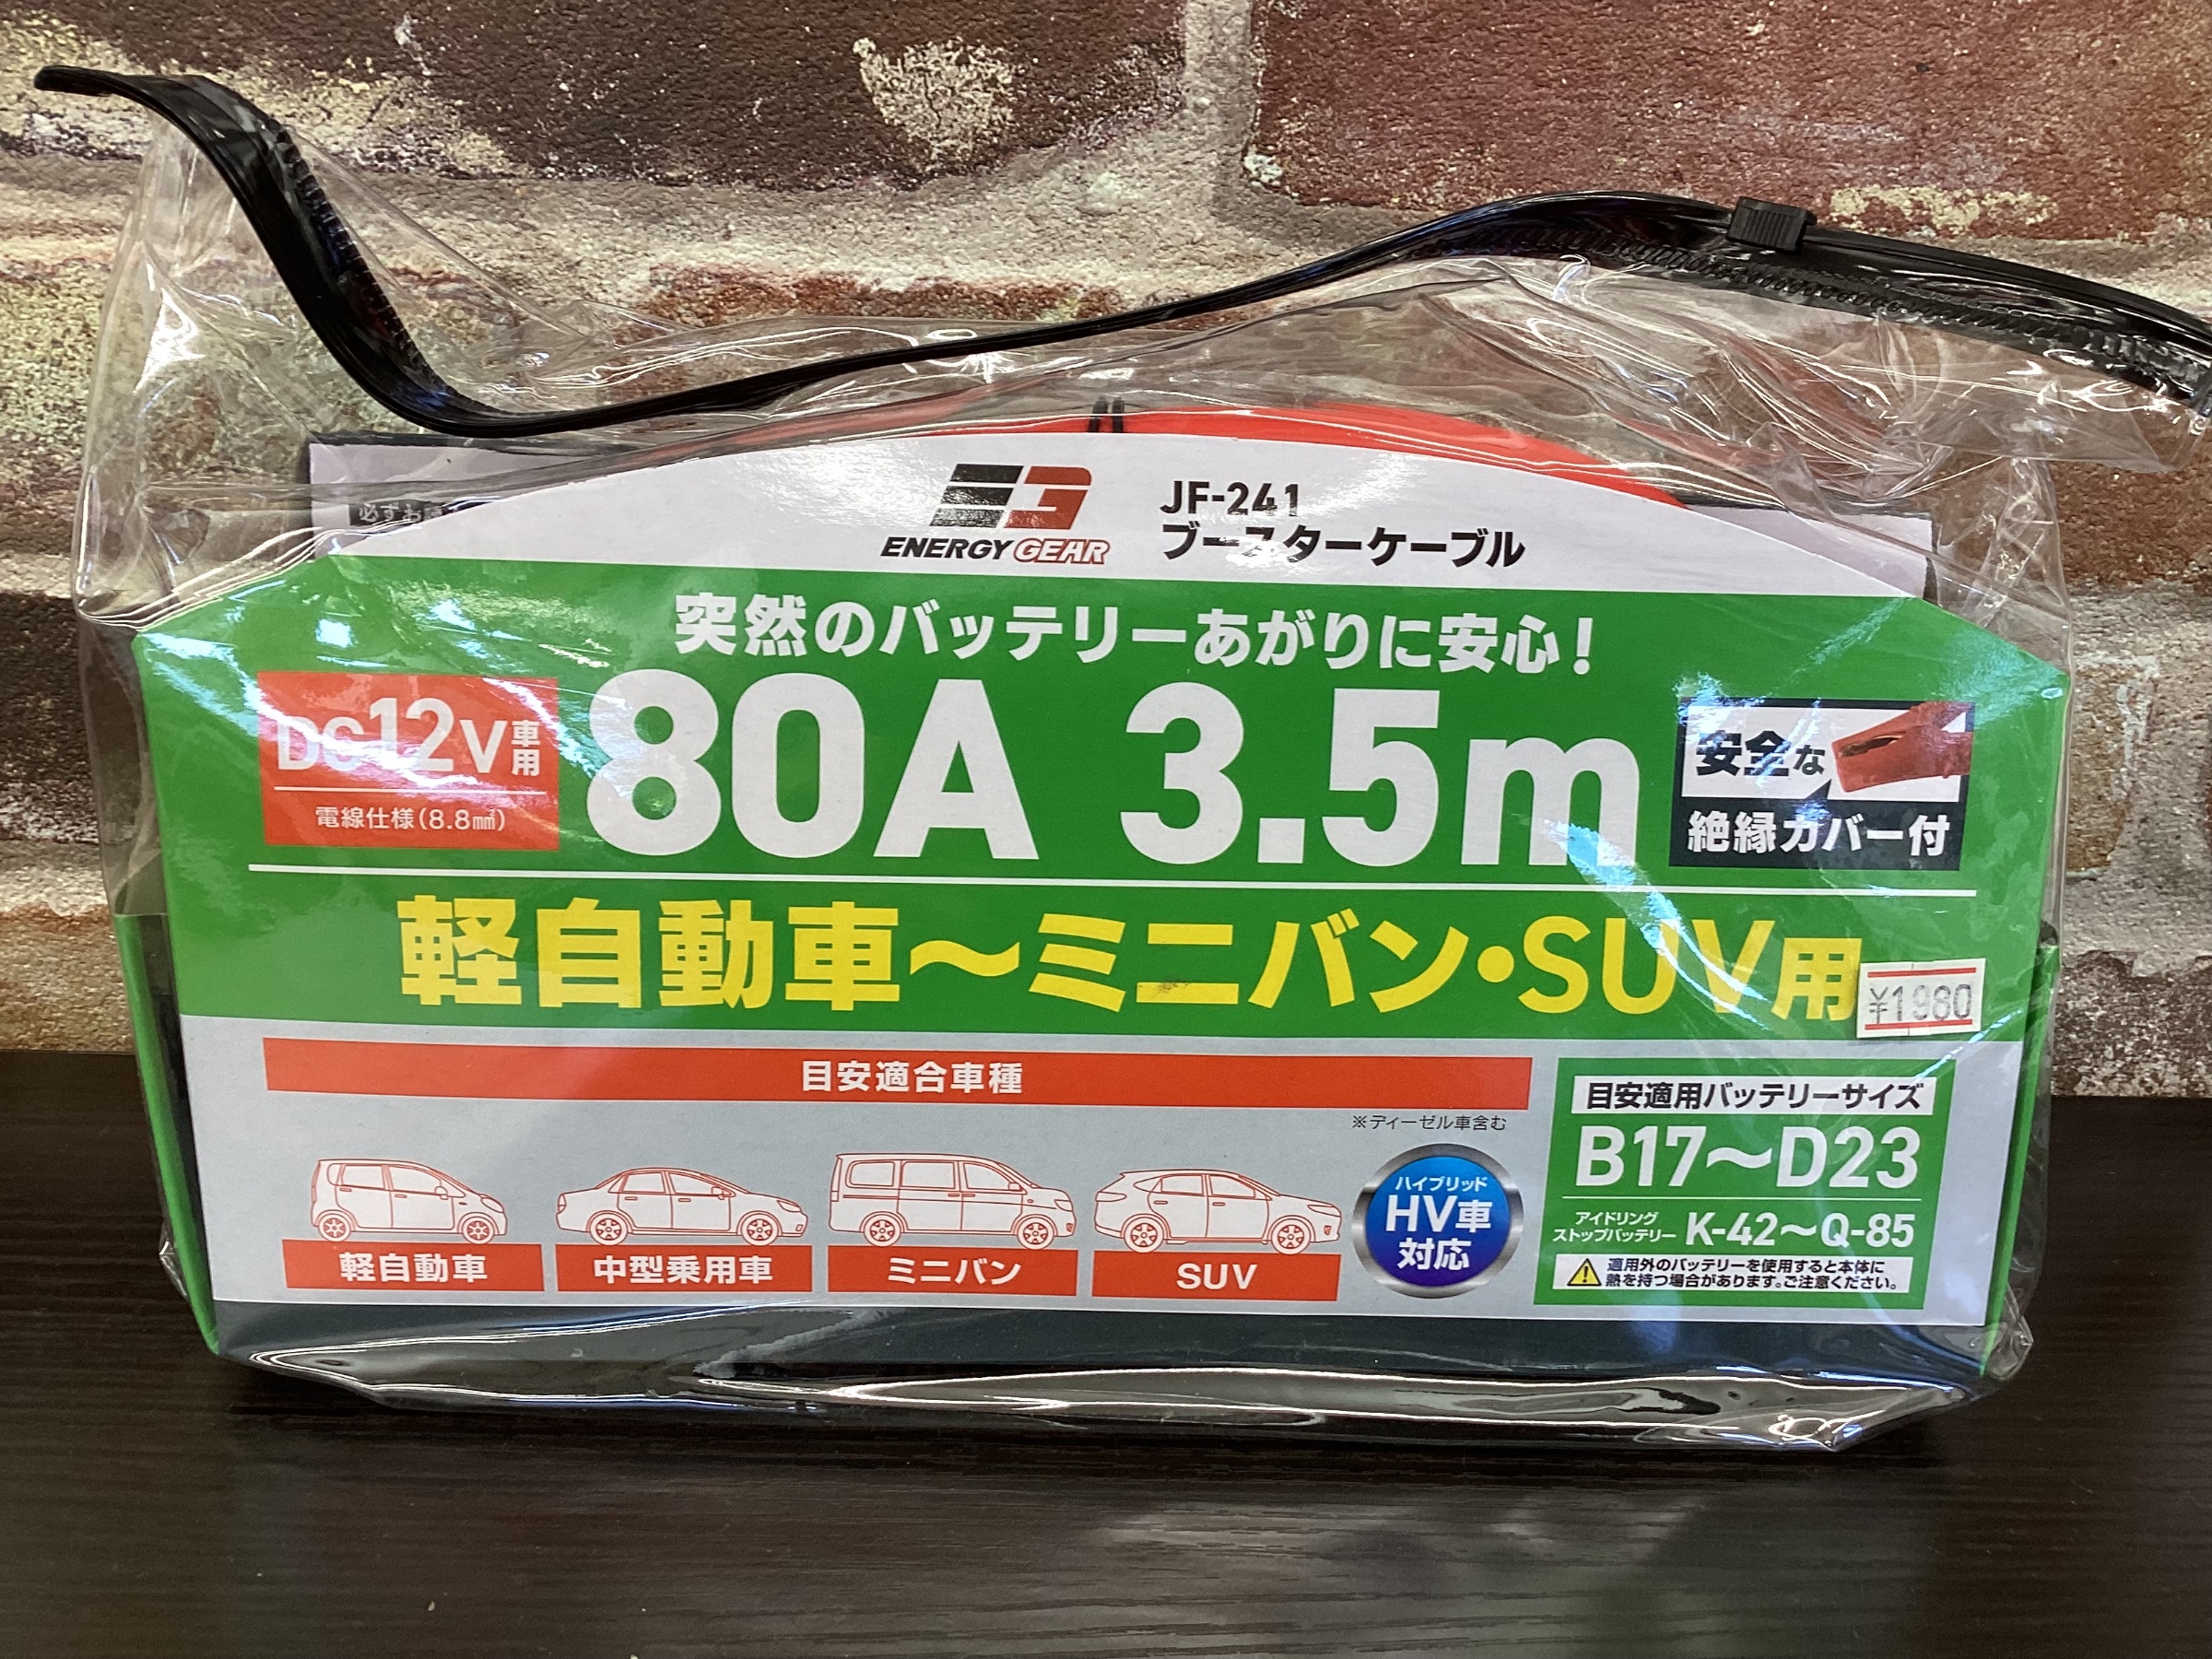 必ずお
ENERGY GEAR
JF-241
ブースターケーブル
突然のバッテリーあがりに安心!
DC12V車用
電線仕様(8.8㎟)
80A 3.5m
安全な
絶縁カバー付
軽自動車～ミニバン・SUV用
¥1980
目安適合車種
※ディーゼル車含む
軽自動車
中型乗用車
ミニバン
SUV
ハイブリッド
HV車
対応
目安適用バッテリーサイズ
B17～D23
アイドリング
ストップバッテリー K-42～Q-85
適用外のバッテリーを使用すると本体に
熱を持つ場合があります。ご注意ください。